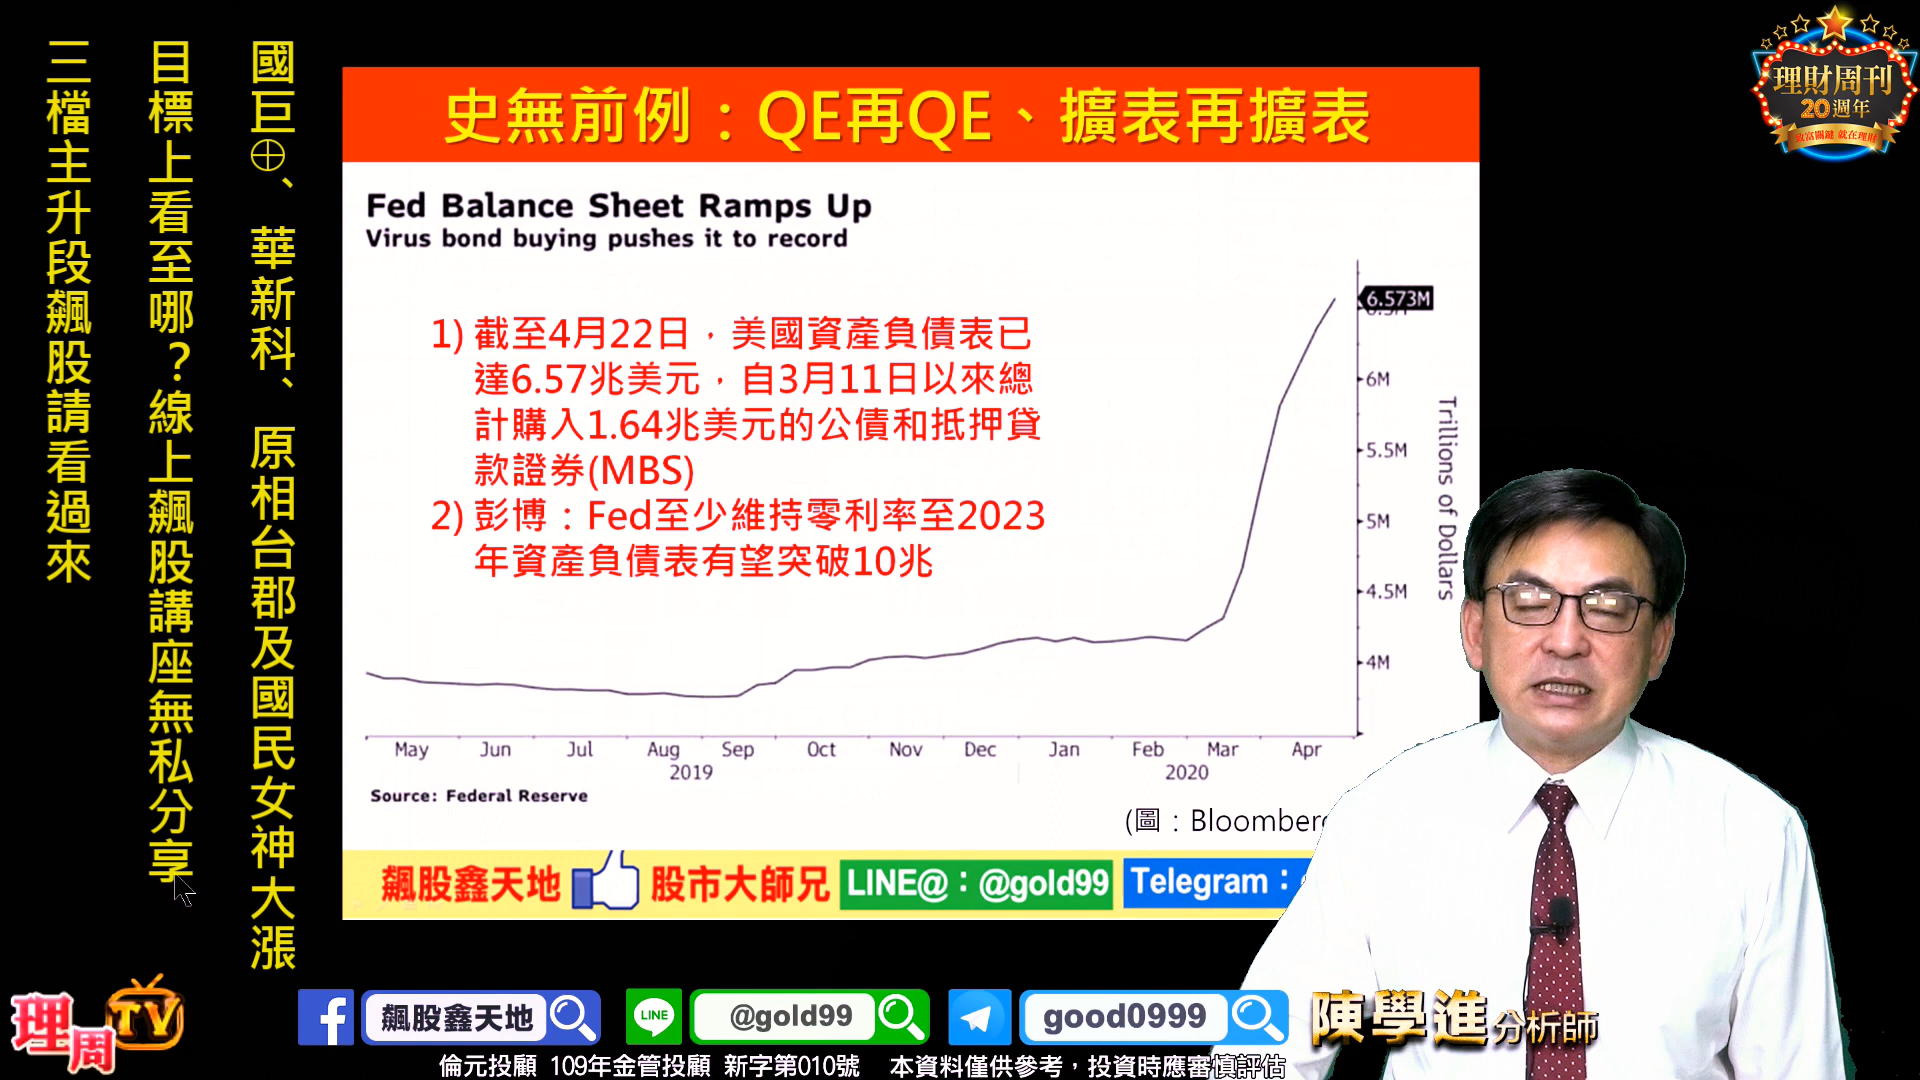 國巨⊕、華新科、原相台郡及國民女神大漲
目標上看至哪？線上飆股講座無私分享
三檔主升段飆股請看過來
理財周刊
20週年
致富關鍵 就在理財
史無前例：QE再QE、擴表再擴表
Fed Balance Sheet Ramps Up
Virus bond buying pushes it to record
1) 截至4月22日，美國資產負債表已
達6.57兆美元，自3月11日以來總
計購入1.64兆美元的公債和抵押貸
款證券(MBS)
2) 彭博：Fed至少維持零利率至2023
年資產負債表有望突破10兆
6.573M
6M
5.5M
5M
4.5M
4M
Trillions of Dollars
May Jun Jul Aug Sep Oct Nov Dec Jan Feb Mar Apr
2019 2020
Source: Federal Reserve
(圖：Bloomberg
飆股鑫天地 股市大師兄 LINE@：@gold99 Telegram：
理周TV
飆股鑫天地 LINE @gold99 good0999
陳學進分析師
倫元投顧 109年金管投顧 新字第010號 本資料僅供參考，投資時應審慎評估